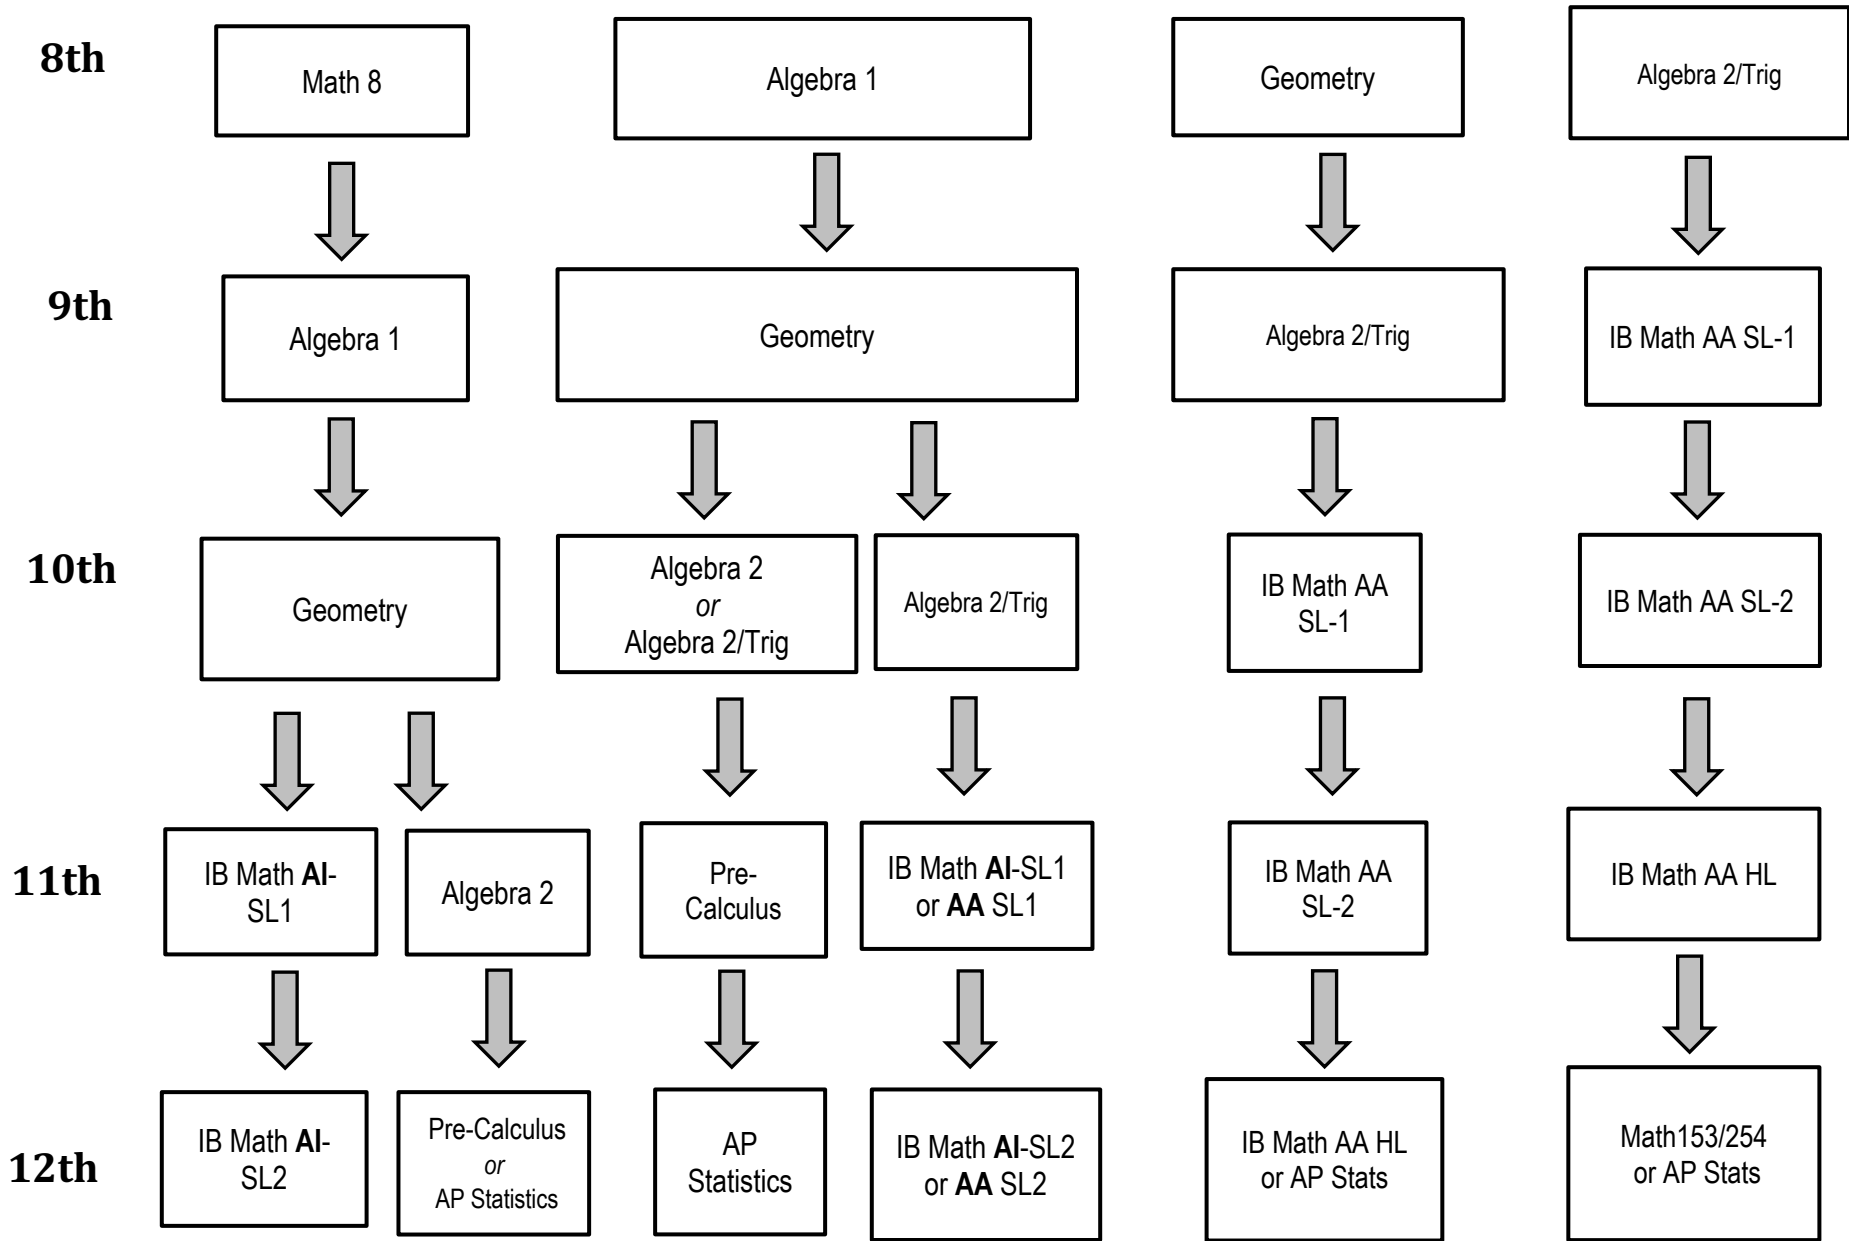 8th
Math 8
Algebra 1
Geometry
Algebra 2/Trig
9th
Algebra 1
Geometry
Algebra 2/Trig
IB Math AA SL-1
10th
Geometry
Algebra 2
or
Algebra 2/Trig
Algebra 2/Trig
IB Math AA
SL-1
IB Math AA SL-2
11th
IB Math AI-
SL1
Algebra 2
Pre-
Calculus
IB Math AI-SL1
or AA SL1
IB Math AA
SL-2
IB Math AA HL
12th
IB Math AI-
SL2
Pre-Calculus
or
AP Statistics
AP
Statistics
IB Math AI-SL2
or AA SL2
IB Math AA HL
or AP Stats
Math153/254
or AP Stats